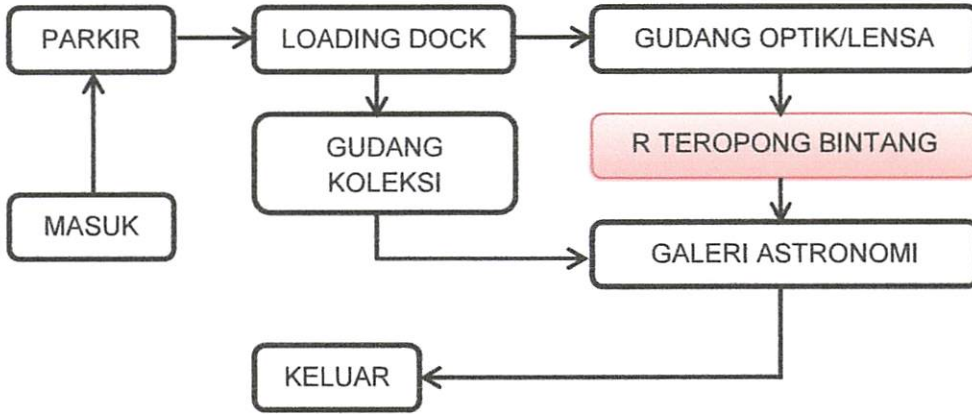 PARKIR
LOADING DOCK
GUDANG OPTIK/LENSA
GUDANG
KOLEKSI
R TEROPONG BINTANG
MASUK
GALERI ASTRONOMI
KELUAR